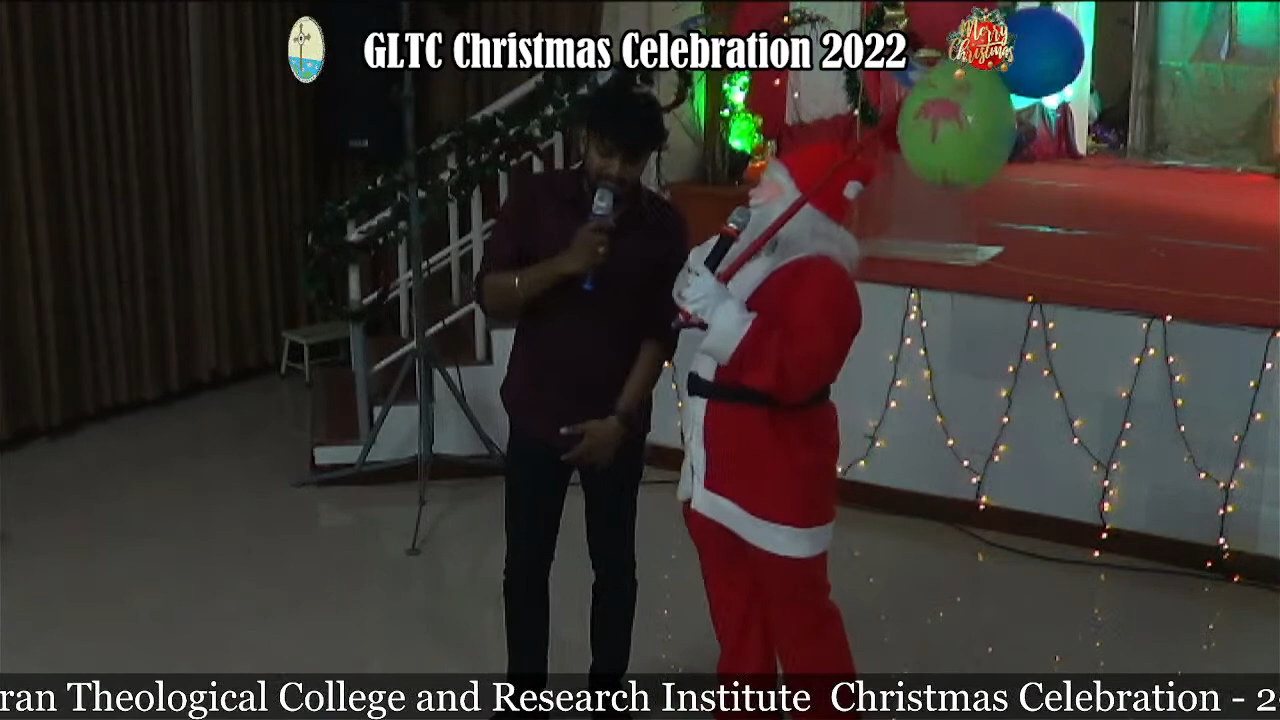 GLTC Christmas Celebration 2022
Merry
Christmas
ran Theological College and Research Institute Christmas Celebration - 2